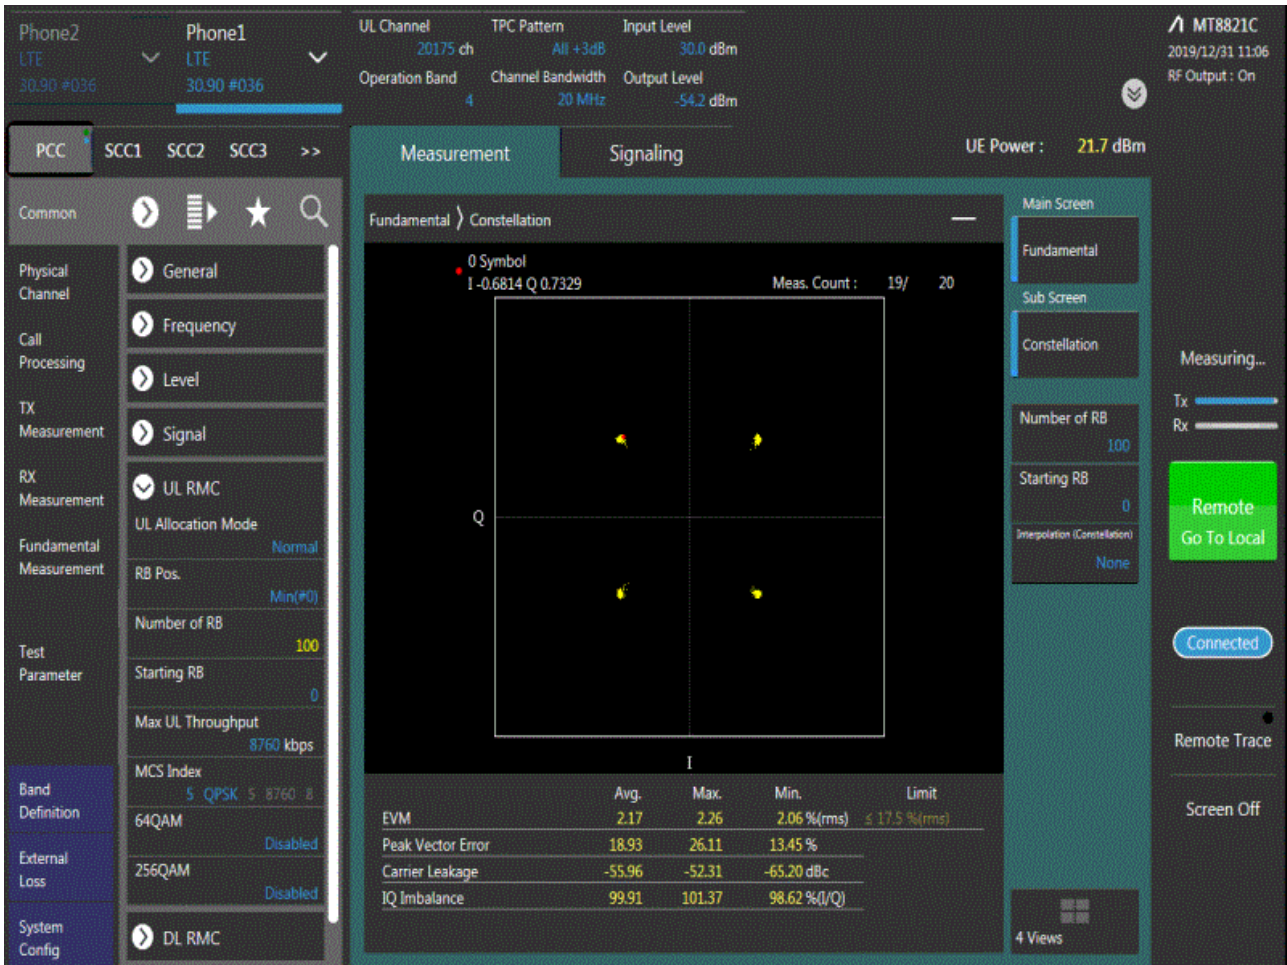 Phone2
LTE
30.90 #036
Phone1
LTE
30.90 #036
UL Channel
20175 ch
TPC Pattern
All +3dB
Input Level
30.0 dBm
Operation Band
4
Channel Bandwidth
20 MHz
Output Level
-54.2 dBm
MT8821C
2019/12/31 11:06
RF Output : On
PCC SCC1 SCC2 SCC3 >>
Measurement
Signaling
UE Power : 21.7 dBm
Common
Physical
Channel
Call
Processing
TX
Measurement
RX
Measurement
Fundamental
Measurement
Test
Parameter
Band
Definition
External
Loss
System
Config
General
Frequency
Level
Signal
UL RMC
UL Allocation Mode
Normal
RB Pos.
Min(#0)
Number of RB
100
Starting RB
0
Max UL Throughput
8760 kbps
MCS Index
5 QPSK 5 8760 8
64QAM
Disabled
256QAM
Disabled
DL RMC
Fundamental 〉Constellation
0 Symbol
I -0.6814 Q 0.7329
Meas. Count : 19/ 20
Q
I
Avg. Max. Min. Limit
EVM 2.17 2.26 2.06 %(rms) ≤ 17.5 %(rms)
Peak Vector Error 18.93 26.11 13.45 %
Carrier Leakage -55.96 -52.31 -65.20 dBc
IQ Imbalance 99.91 101.37 98.62 %(I/Q)
Main Screen
Fundamental
Sub Screen
Constellation
Number of RB
100
Starting RB
0
Interpolation (Constellation)
None
4 Views
Measuring...
Tx
Rx
Remote
Go To Local
Connected
Remote Trace
Screen Off